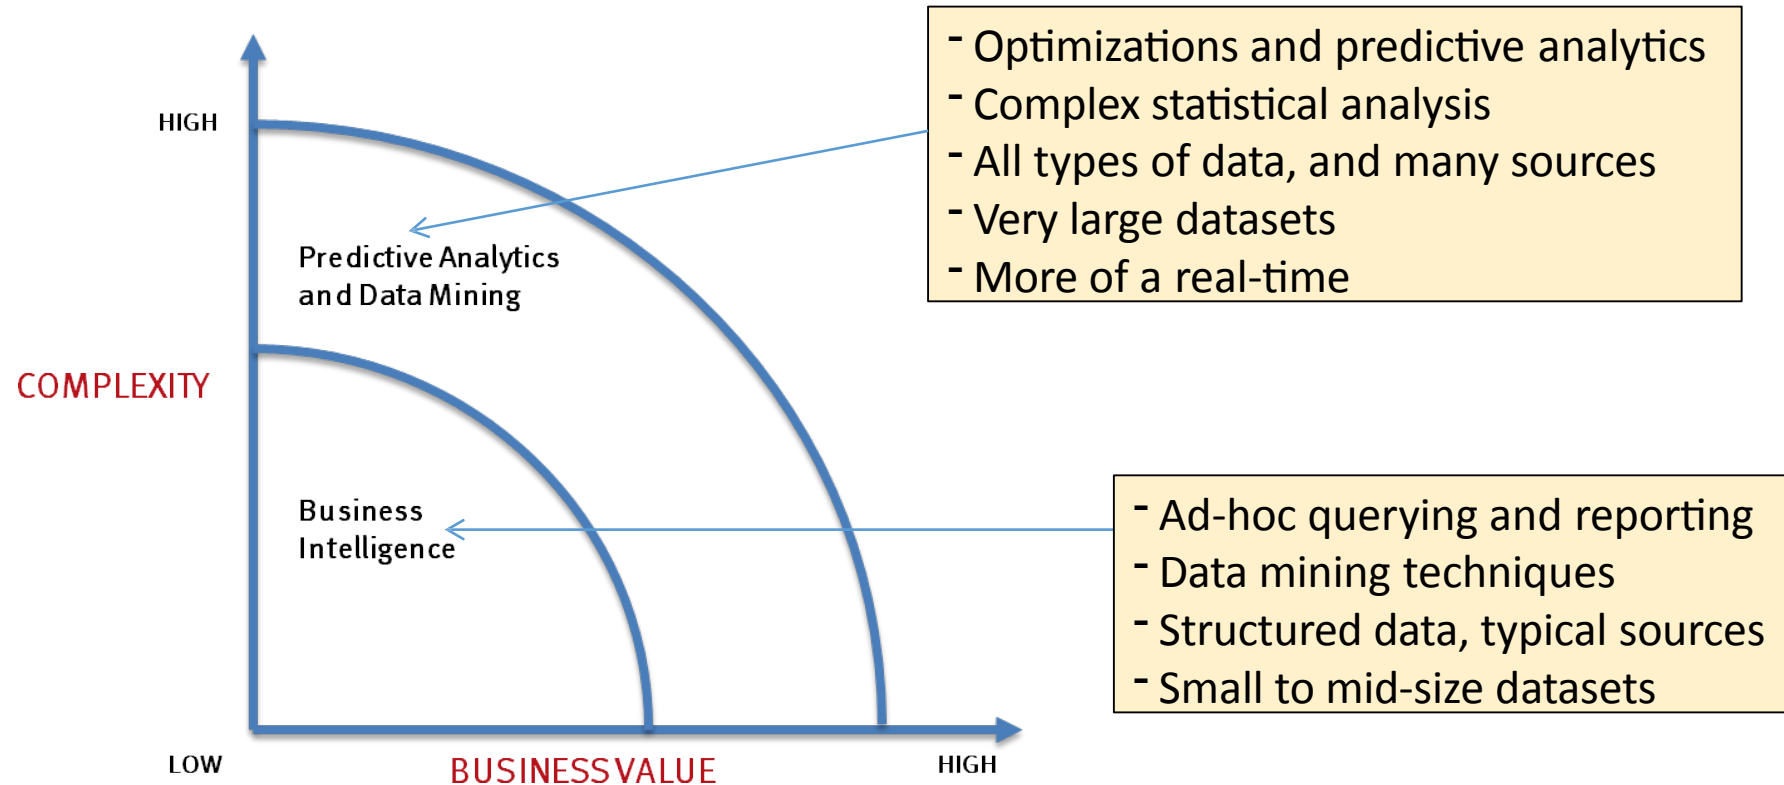 - Optimizations and predictive analytics
- Complex statistical analysis
- All types of data, and many sources
- Very large datasets
- More of a real-time
HIGH
Predictive Analytics
and Data Mining
COMPLEXITY
Business
Intelligence
- Ad-hoc querying and reporting
- Data mining techniques
- Structured data, typical sources
- Small to mid-size datasets
LOW
BUSINESS VALUE
HIGH